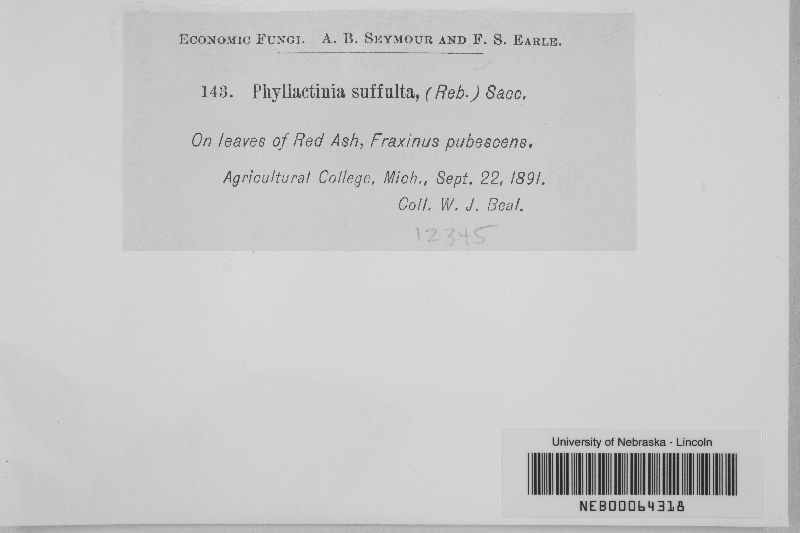 ECONOMIC FUNGI. A. B. SEYMOUR AND F. S. EARLE.
143. Phyllactinia suffulta, (Reb.) Sacc.
On leaves of Red Ash, Fraxinus pubescens.
Agricultural College, Mich., Sept. 22, 1891.
Coll. W. J. Beal.
12345
University of Nebraska - Lincoln
NEB00064318